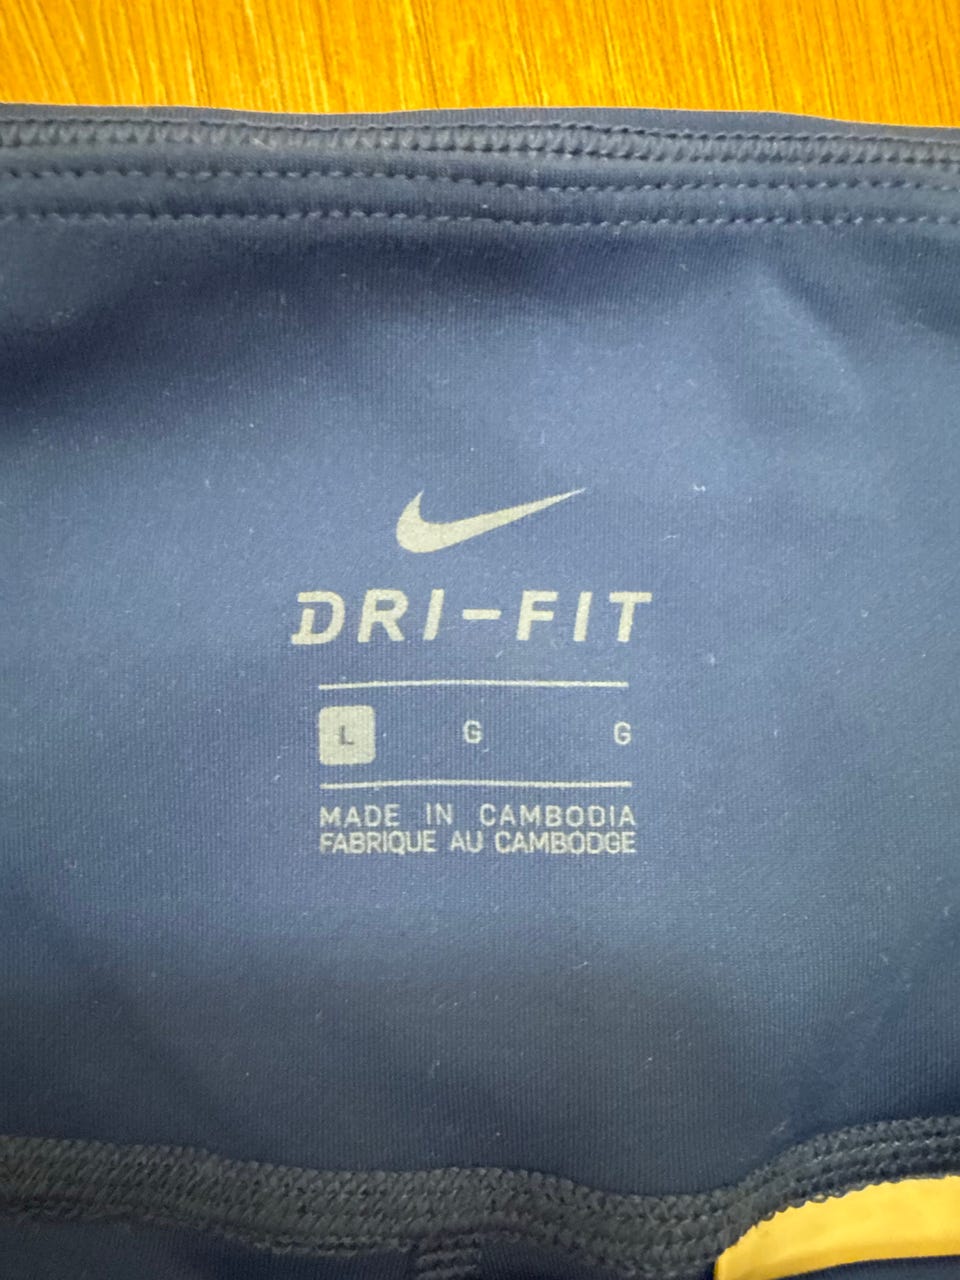 DRI-FIT
L G G
MADE IN CAMBODIA
FABRIQUE AU CAMBODGE